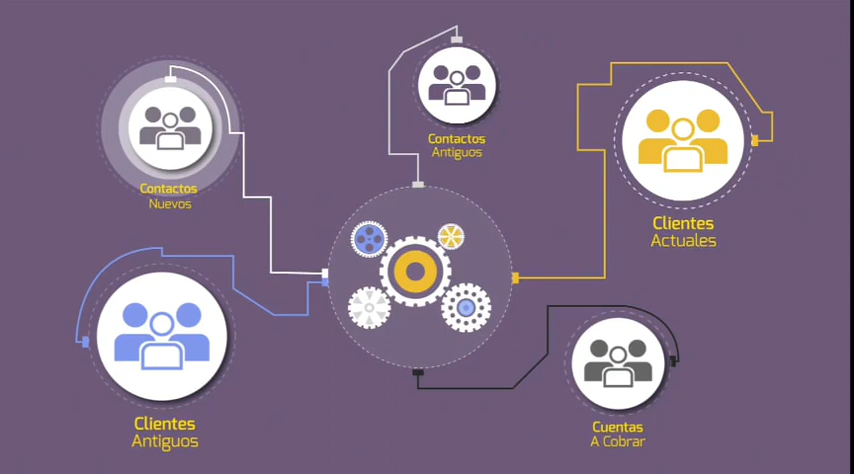 Contactos
Antiguos
Contactos
Nuevos
Clientes
Actuales
Clientes
Antiguos
Cuentas
A Cobrar